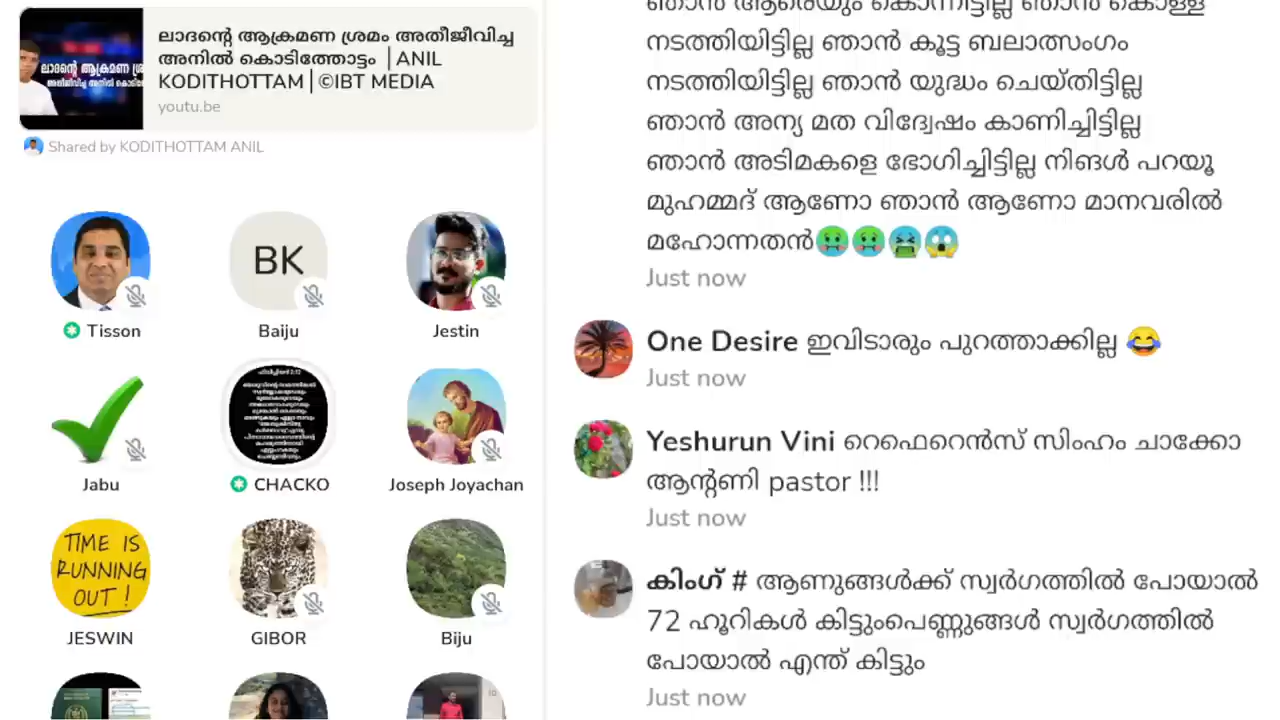 ലാദന്റെ ആക്രമണ ശ്രമം അതീജീവിച്ച
അനിൽ കൊടിത്തോട്ടം | ANIL
KODITHOTTAM | ©IBT MEDIA
youtu.be
Shared by KODITHOTTAM ANIL
Tisson
BK
Baiju
Jestin
Jabu
CHACKO
Joseph Joyachan
TIME IS
RUNNING
OUT !
JESWIN
GIBOR
Biju
ഞാൻ ആരെയും കൊന്നിട്ടില്ല ഞാൻ കൊള്ള
നടത്തിയിട്ടില്ല ഞാൻ കൂട്ട ബലാത്സംഗം
നടത്തിയിട്ടില്ല ഞാൻ യുദ്ധം ചെയ്തിട്ടില്ല
ഞാൻ അന്യ മത വിദ്വേഷം കാണിച്ചിട്ടില്ല
ഞാൻ അടിമകളെ ഭോഗിച്ചിട്ടില്ല നിങൾ പറയൂ
മുഹമ്മദ് ആണോ ഞാൻ ആണോ മാനവരിൽ
മഹോന്നതൻ🤢🤢🤮😱
Just now
One Desire ഇവിടാരും പുറത്താക്കില്ല 😂
Just now
Yeshurun Vini റെഫെറെൻസ് സിംഹം ചാക്കോ
ആന്റണി pastor !!!
Just now
കിംഗ് # ആണുങ്ങൾക്ക് സ്വർഗത്തിൽ പോയാൽ
72 ഹൂറികൾ കിട്ടുംപെണ്ണുങ്ങൾ സ്വർഗത്തിൽ
പോയാൽ എന്ത് കിട്ടും
Just now